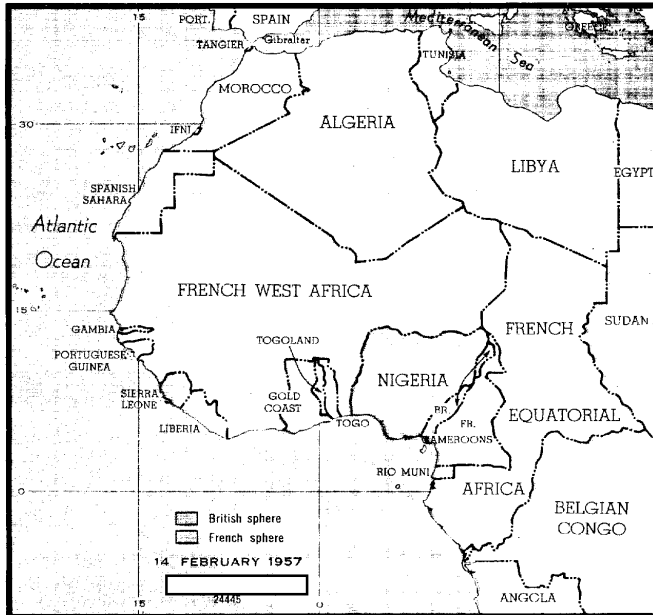 15
0
PORT.
SPAIN
Mediterranean
Sea
GREECE
TANGIER
Gibraltar
TUNISIA
MOROCCO
30
IFNI
ALGERIA
LIBYA
EGYPT
SPANISH
SAHARA
Atlantic
Ocean
FRENCH WEST AFRICA
15
GAMBIA
PORTUGUESE
GUINEA
TOGOLAND
FRENCH
SUDAN
SIERRA
LEONE
GOLD
COAST
NIGERIA
LIBERIA
TOGO
BR.
FR.
CAMEROONS
EQUATORIAL
RIO MUNI
0
AFRICA
BELGIAN
CONGO
British sphere
French sphere
14 FEBRUARY 1957
24445
15
0
ANGOLA